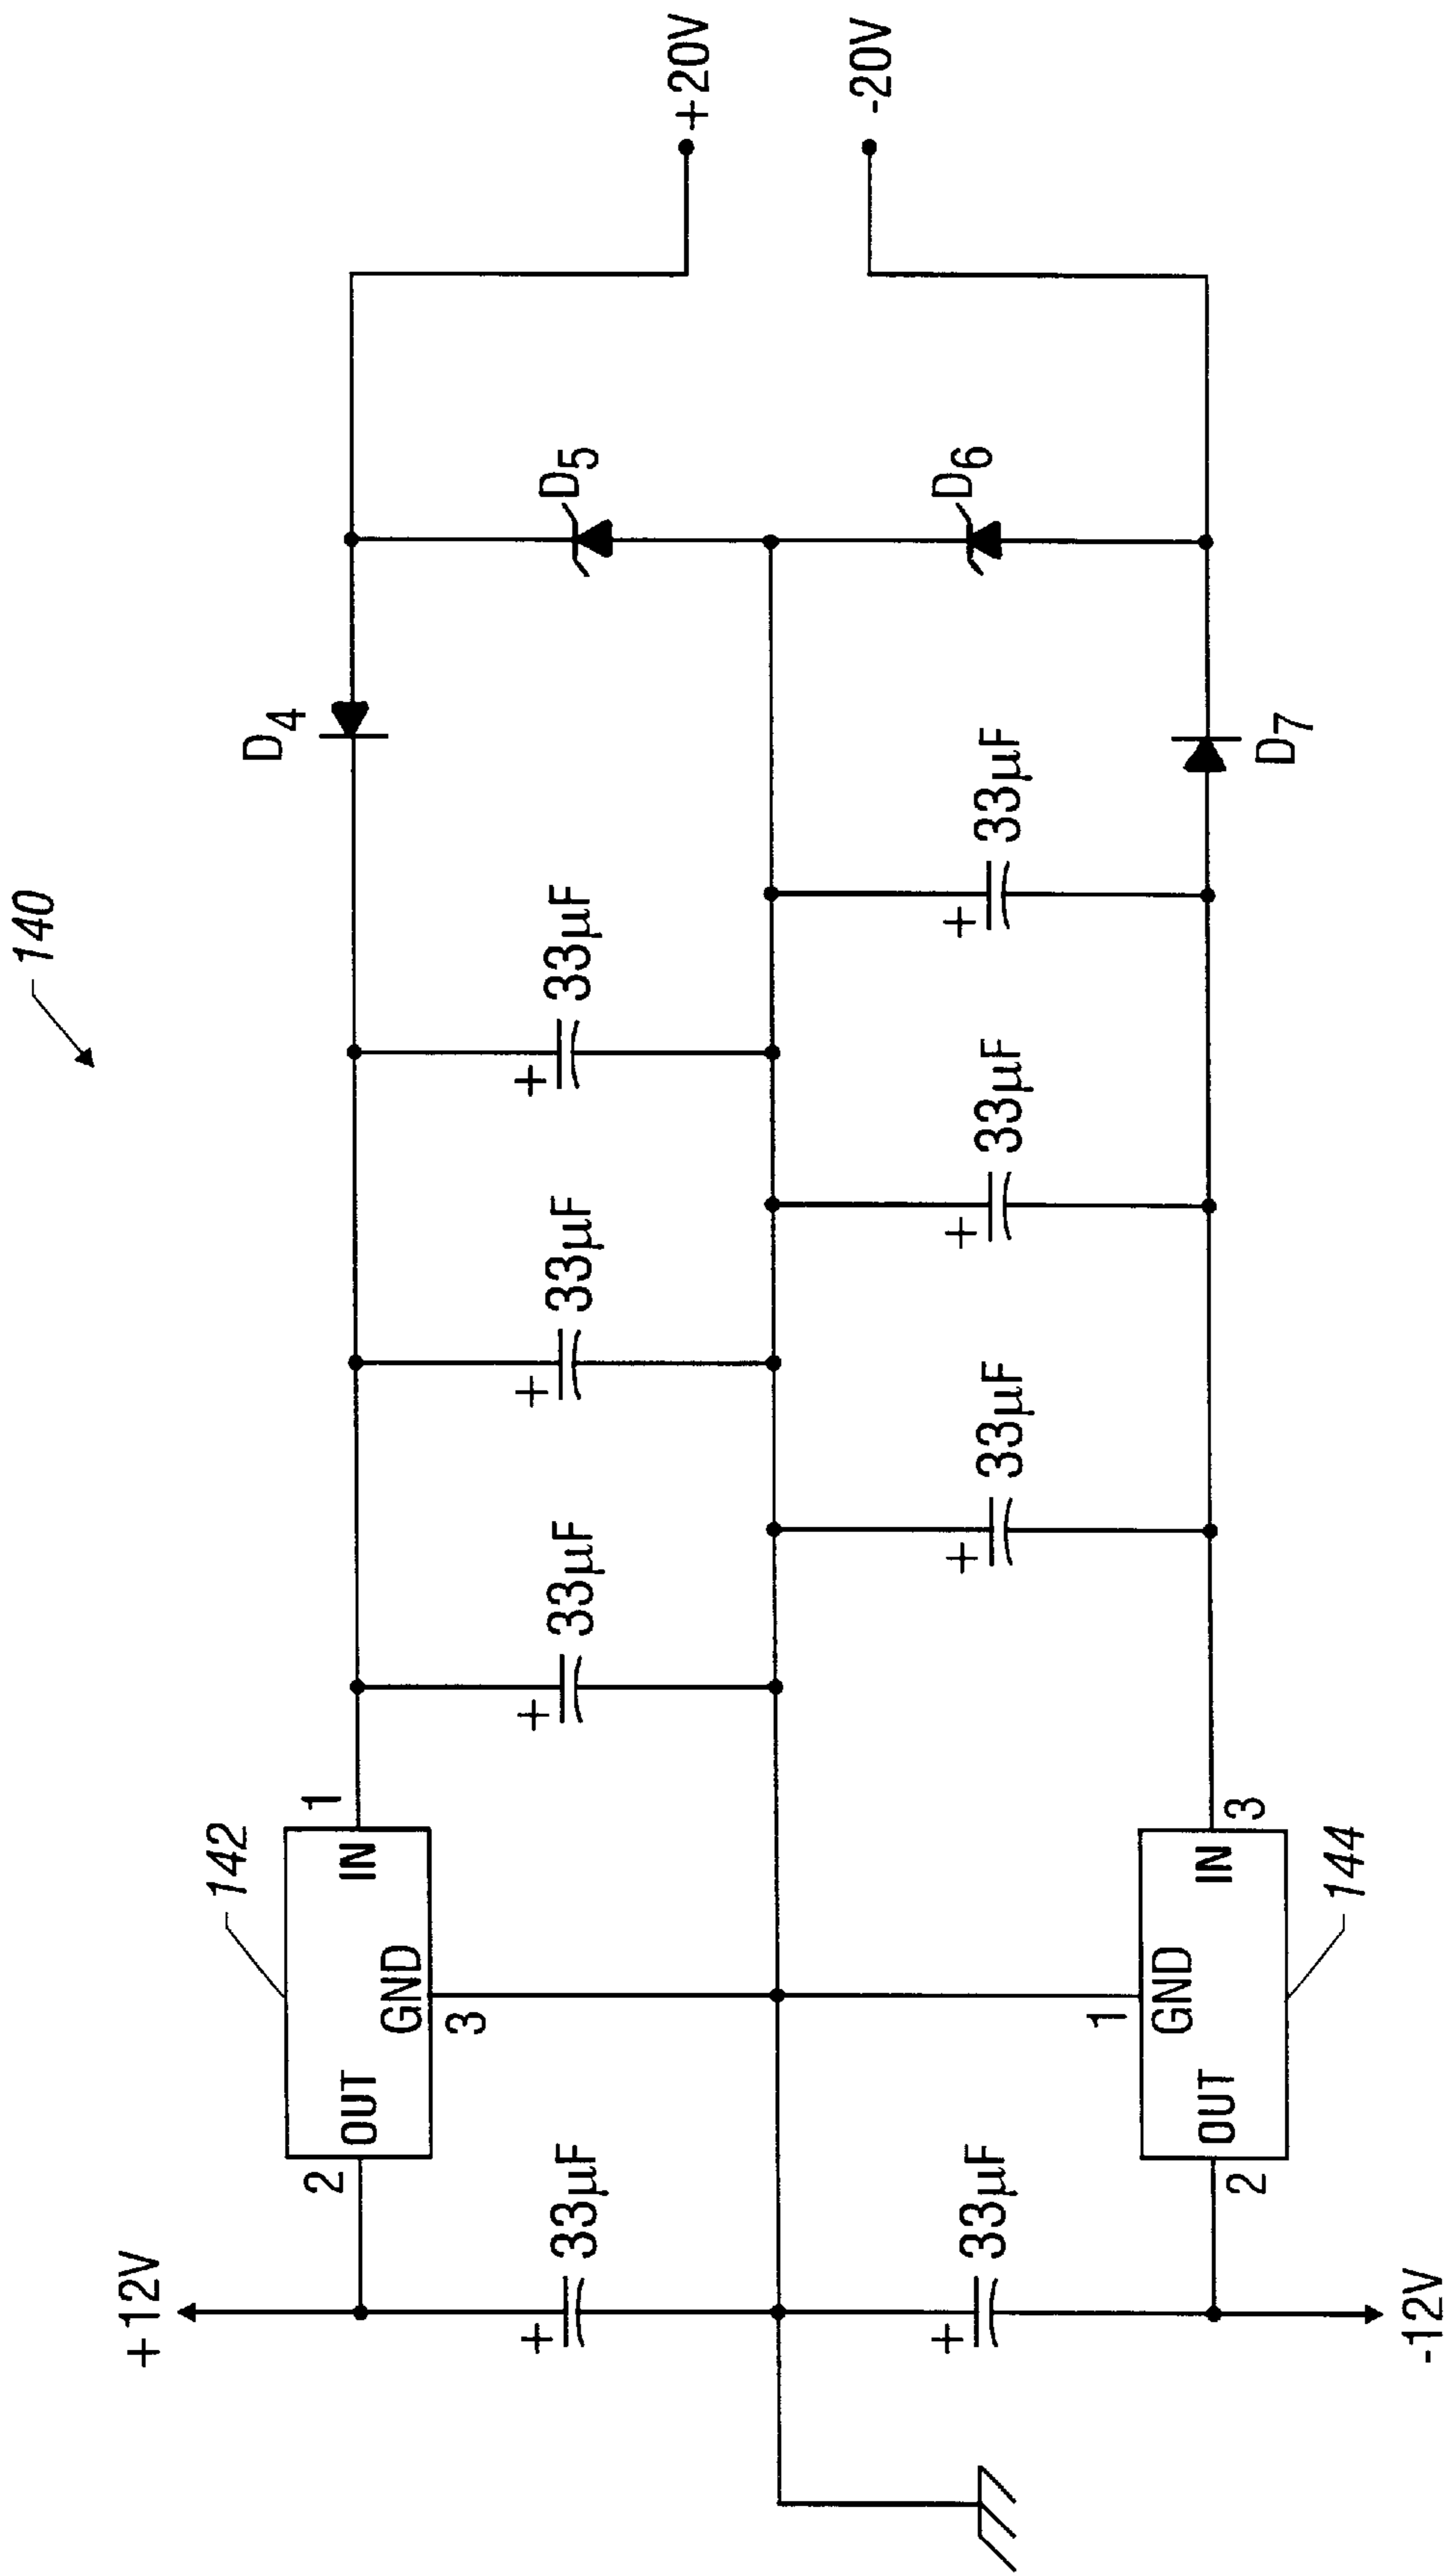 140
+20V
-20V
D4
D5
D6
D7
33µF
33µF
33µF
33µF
33µF
33µF
142
1
IN
GND
3
OUT
2
144
3
IN
GND
1
OUT
2
+12V
33µF
33µF
-12V